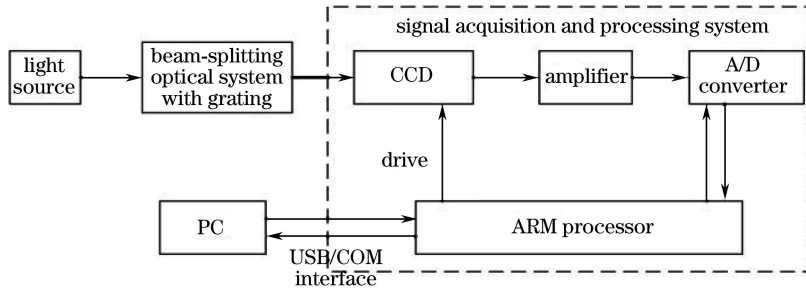 signal acquisition and processing system
light
source
beam-splitting
optical system
with grating
CCD
amplifier
A/D
converter
drive
PC
ARM processor
USB/COM
interface